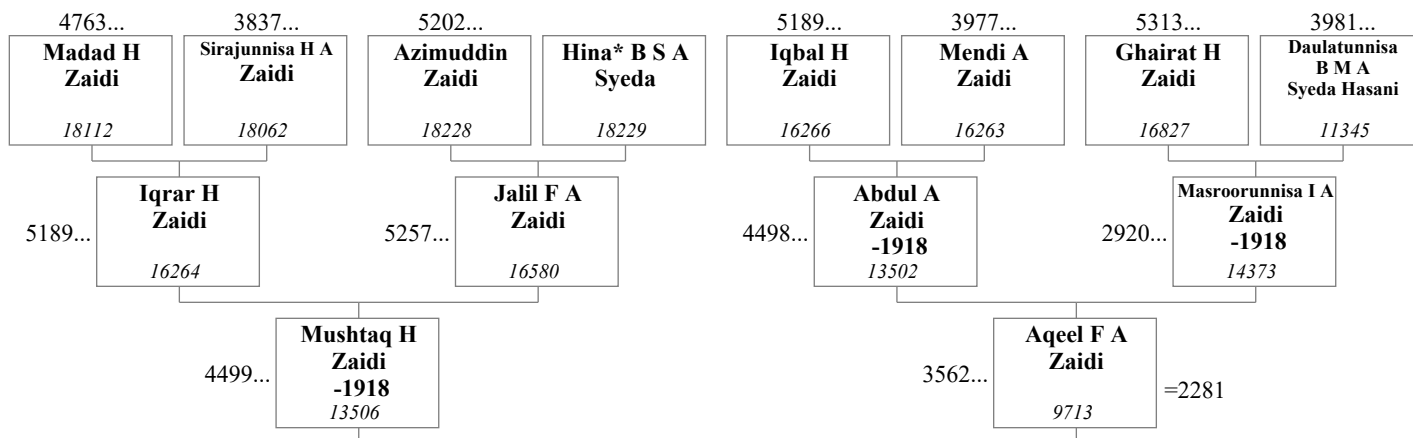 4763... 3837... 5202... 5189... 3977... 5313... 3981...
Madad H
Zaidi
18112
Sirajunnisa H A
Zaidi
18062
Azimuddin
Zaidi
18228
Hina* B S A
Syeda
18229
Iqbal H
Zaidi
16266
Mendi A
Zaidi
16263
Ghairat H
Zaidi
16827
Daulatunnisa
B M A
Syeda Hasani
11345
5189...
Iqrar H
Zaidi
16264
5257...
Jalil F A
Zaidi
16580
4498...
Abdul A
Zaidi
-1918
13502
2920...
Masroorunnisa I A
Zaidi
-1918
14373
4499...
Mushtaq H
Zaidi
-1918
13506
3562...
Aqeel F A
Zaidi
9713
=2281